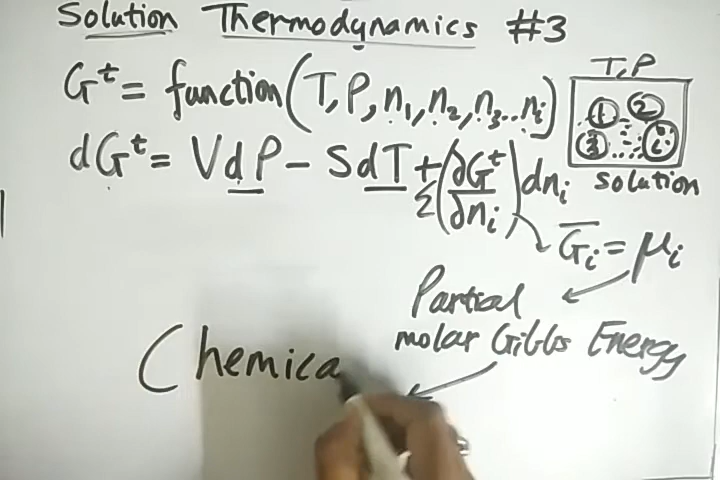 Solution Thermodynamics #3
Gᵗ = function(T, P, n₁, n₂, n₃...nᵢ)
T, P
1 2
3 i
solution
dGᵗ = VdP - SdT + Σ(∂Gᵗ/∂nᵢ)dnᵢ
G̅ᵢ = μᵢ
Partial
molar Gibbs Energy
Chemica